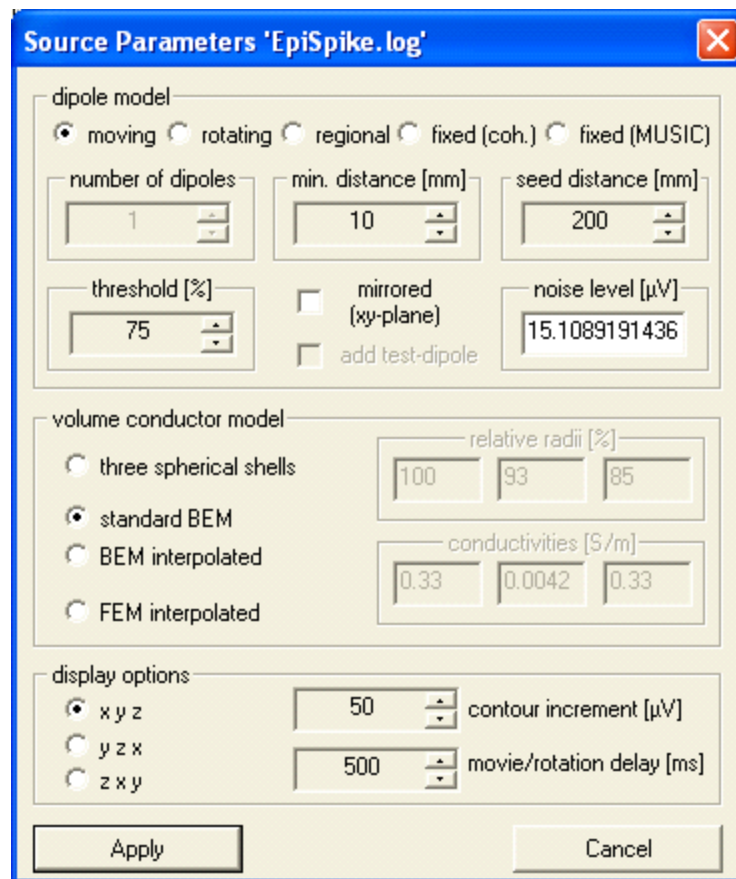 Source Parameters 'EpiSpike.log'
dipole model
moving rotating regional fixed (coh.) fixed (MUSIC)
number of dipoles min. distance [mm] seed distance [mm]
1 10 200
threshold [%] mirrored noise level [µV]
(xy-plane)
75 15.1089191436
add test-dipole
volume conductor model
relative radii [%]
three spherical shells
100 93 85
standard BEM
conductivities [S/m]
BEM interpolated
0.33 0.0042 0.33
FEM interpolated
display options
x y z 50 contour increment [µV]
y z x
500 movie/rotation delay [ms]
z x y
Apply Cancel